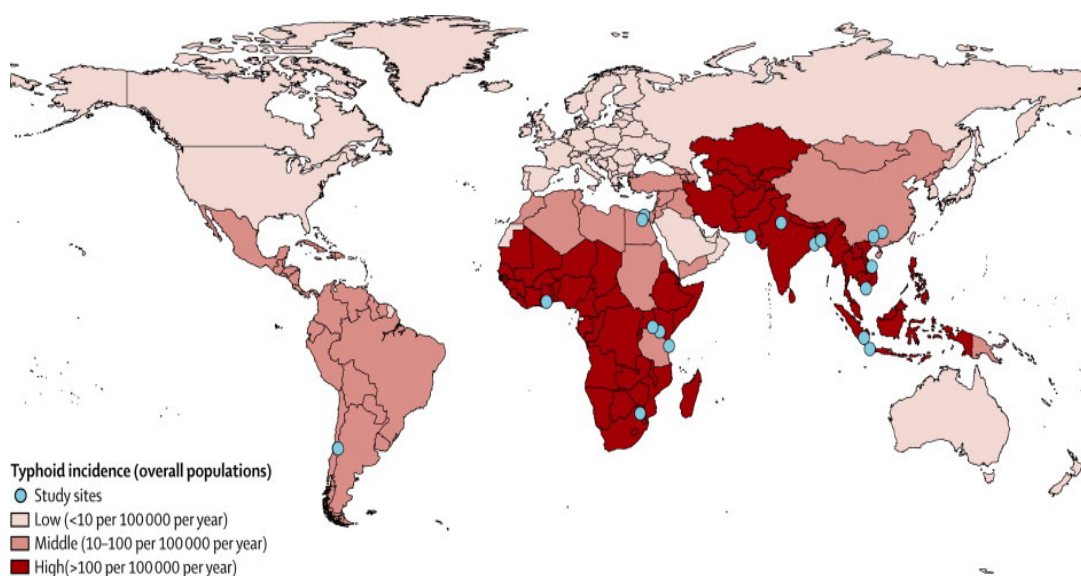 Typhoid incidence (overall populations)
Study sites
Low (<10 per 100 000 per year)
Middle (10–100 per 100 000 per year)
High(>100 per 100 000 per year)